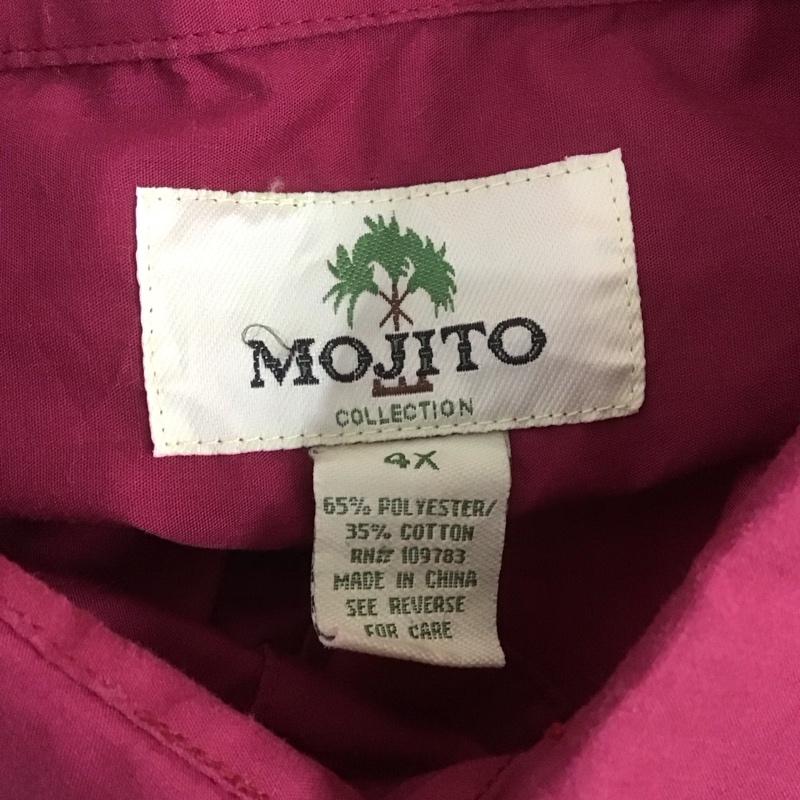 MOJITO
COLLECTION
4X
65% POLYESTER/
35% COTTON
RN# 109783
MADE IN CHINA
SEE REVERSE
FOR CARE